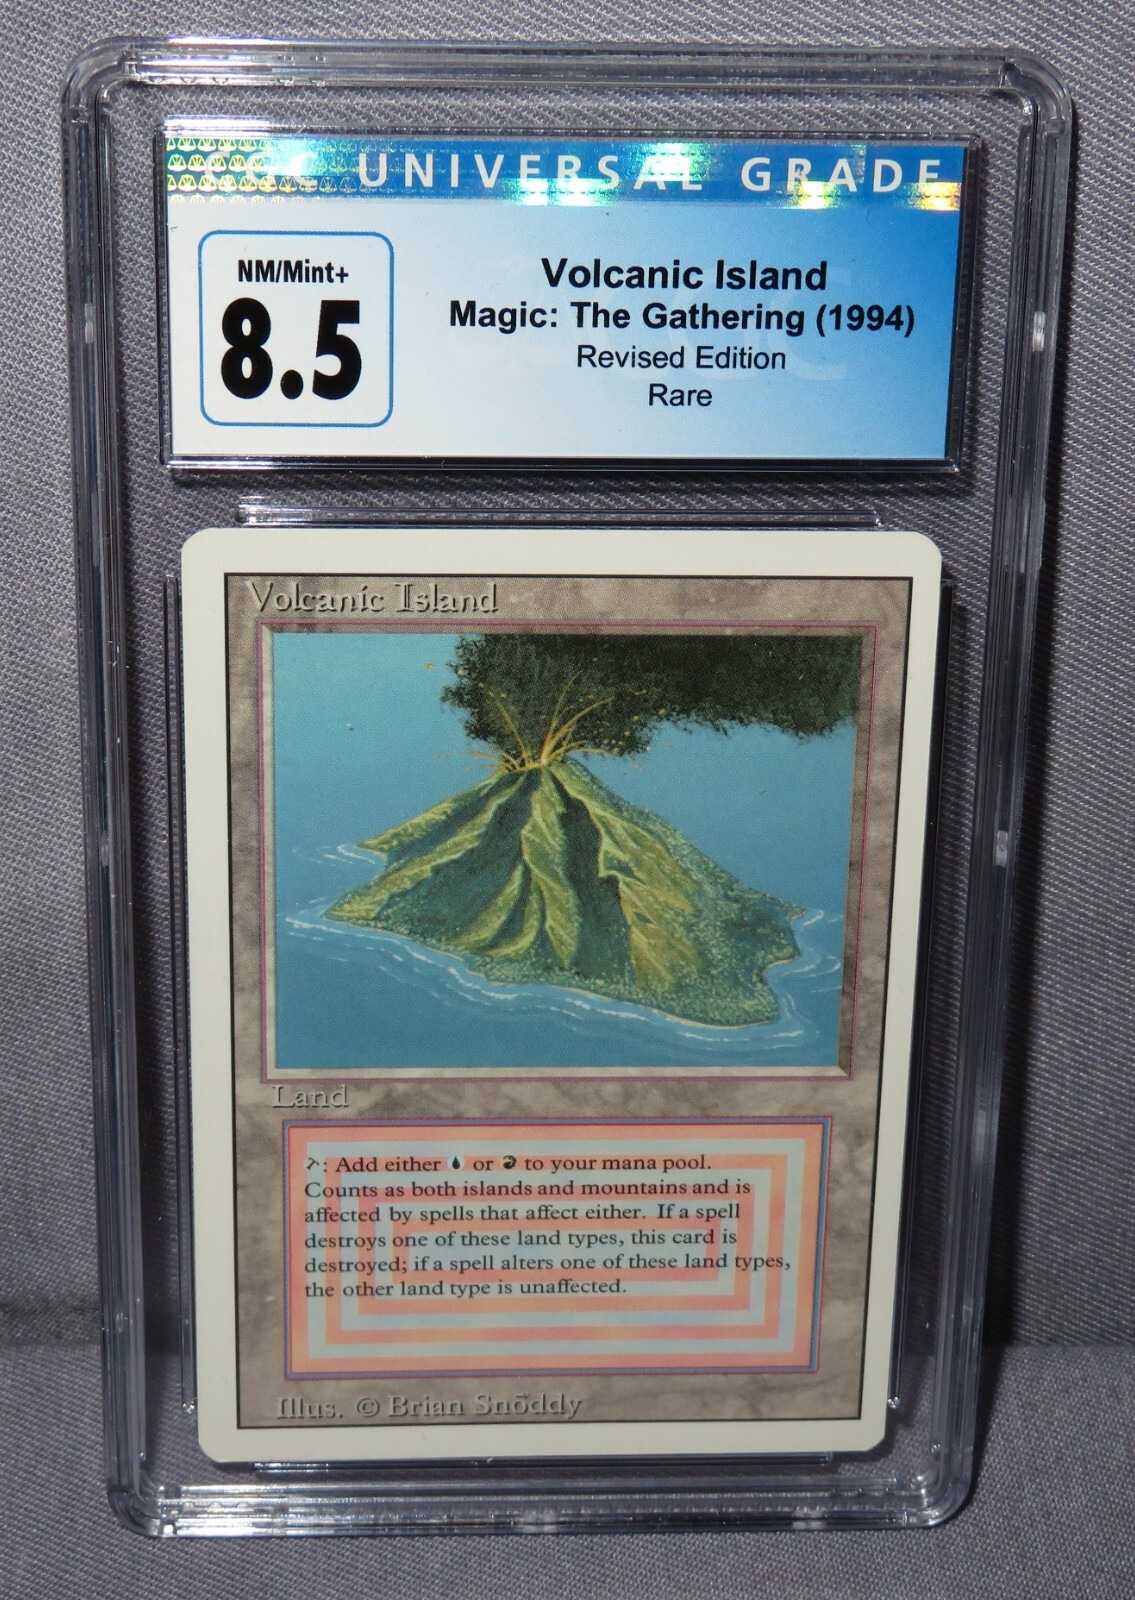 CGC UNIVERSAL GRADE
NM/Mint+
8.5
Volcanic Island
Magic: The Gathering (1994)
Revised Edition
Rare
Volcanic Island
Land
: Add either or to your mana pool.
Counts as both islands and mountains and is
affected by spells that affect either. If a spell
destroys one of these land types, this card is
destroyed; if a spell alters one of these land types,
the other land type is unaffected.
Illus. © Brian Snōddy